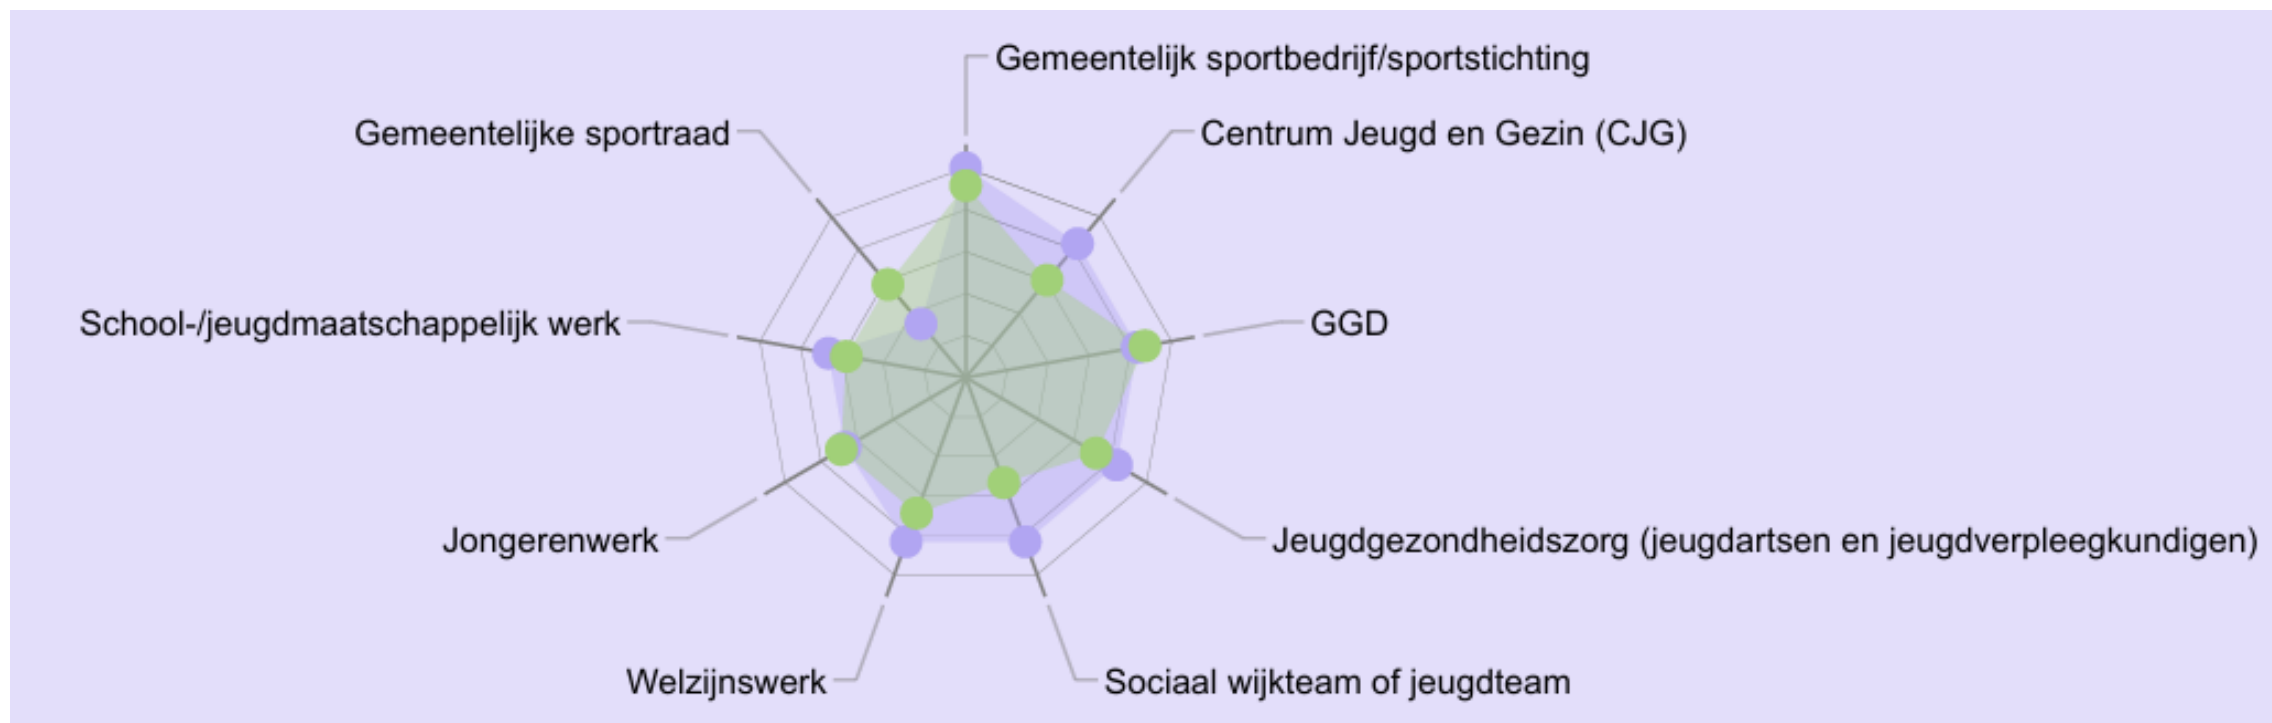 Gemeentelijk sportbedrijf/sportstichting
Gemeentelijke sportraad
Centrum Jeugd en Gezin (CJG)
School-/jeugdmaatschappelijk werk
GGD
Jongerenwerk
Jeugdgezondheidszorg (jeugdartsen en jeugdverpleegkundigen)
Welzijnswerk
Sociaal wijkteam of jeugdteam